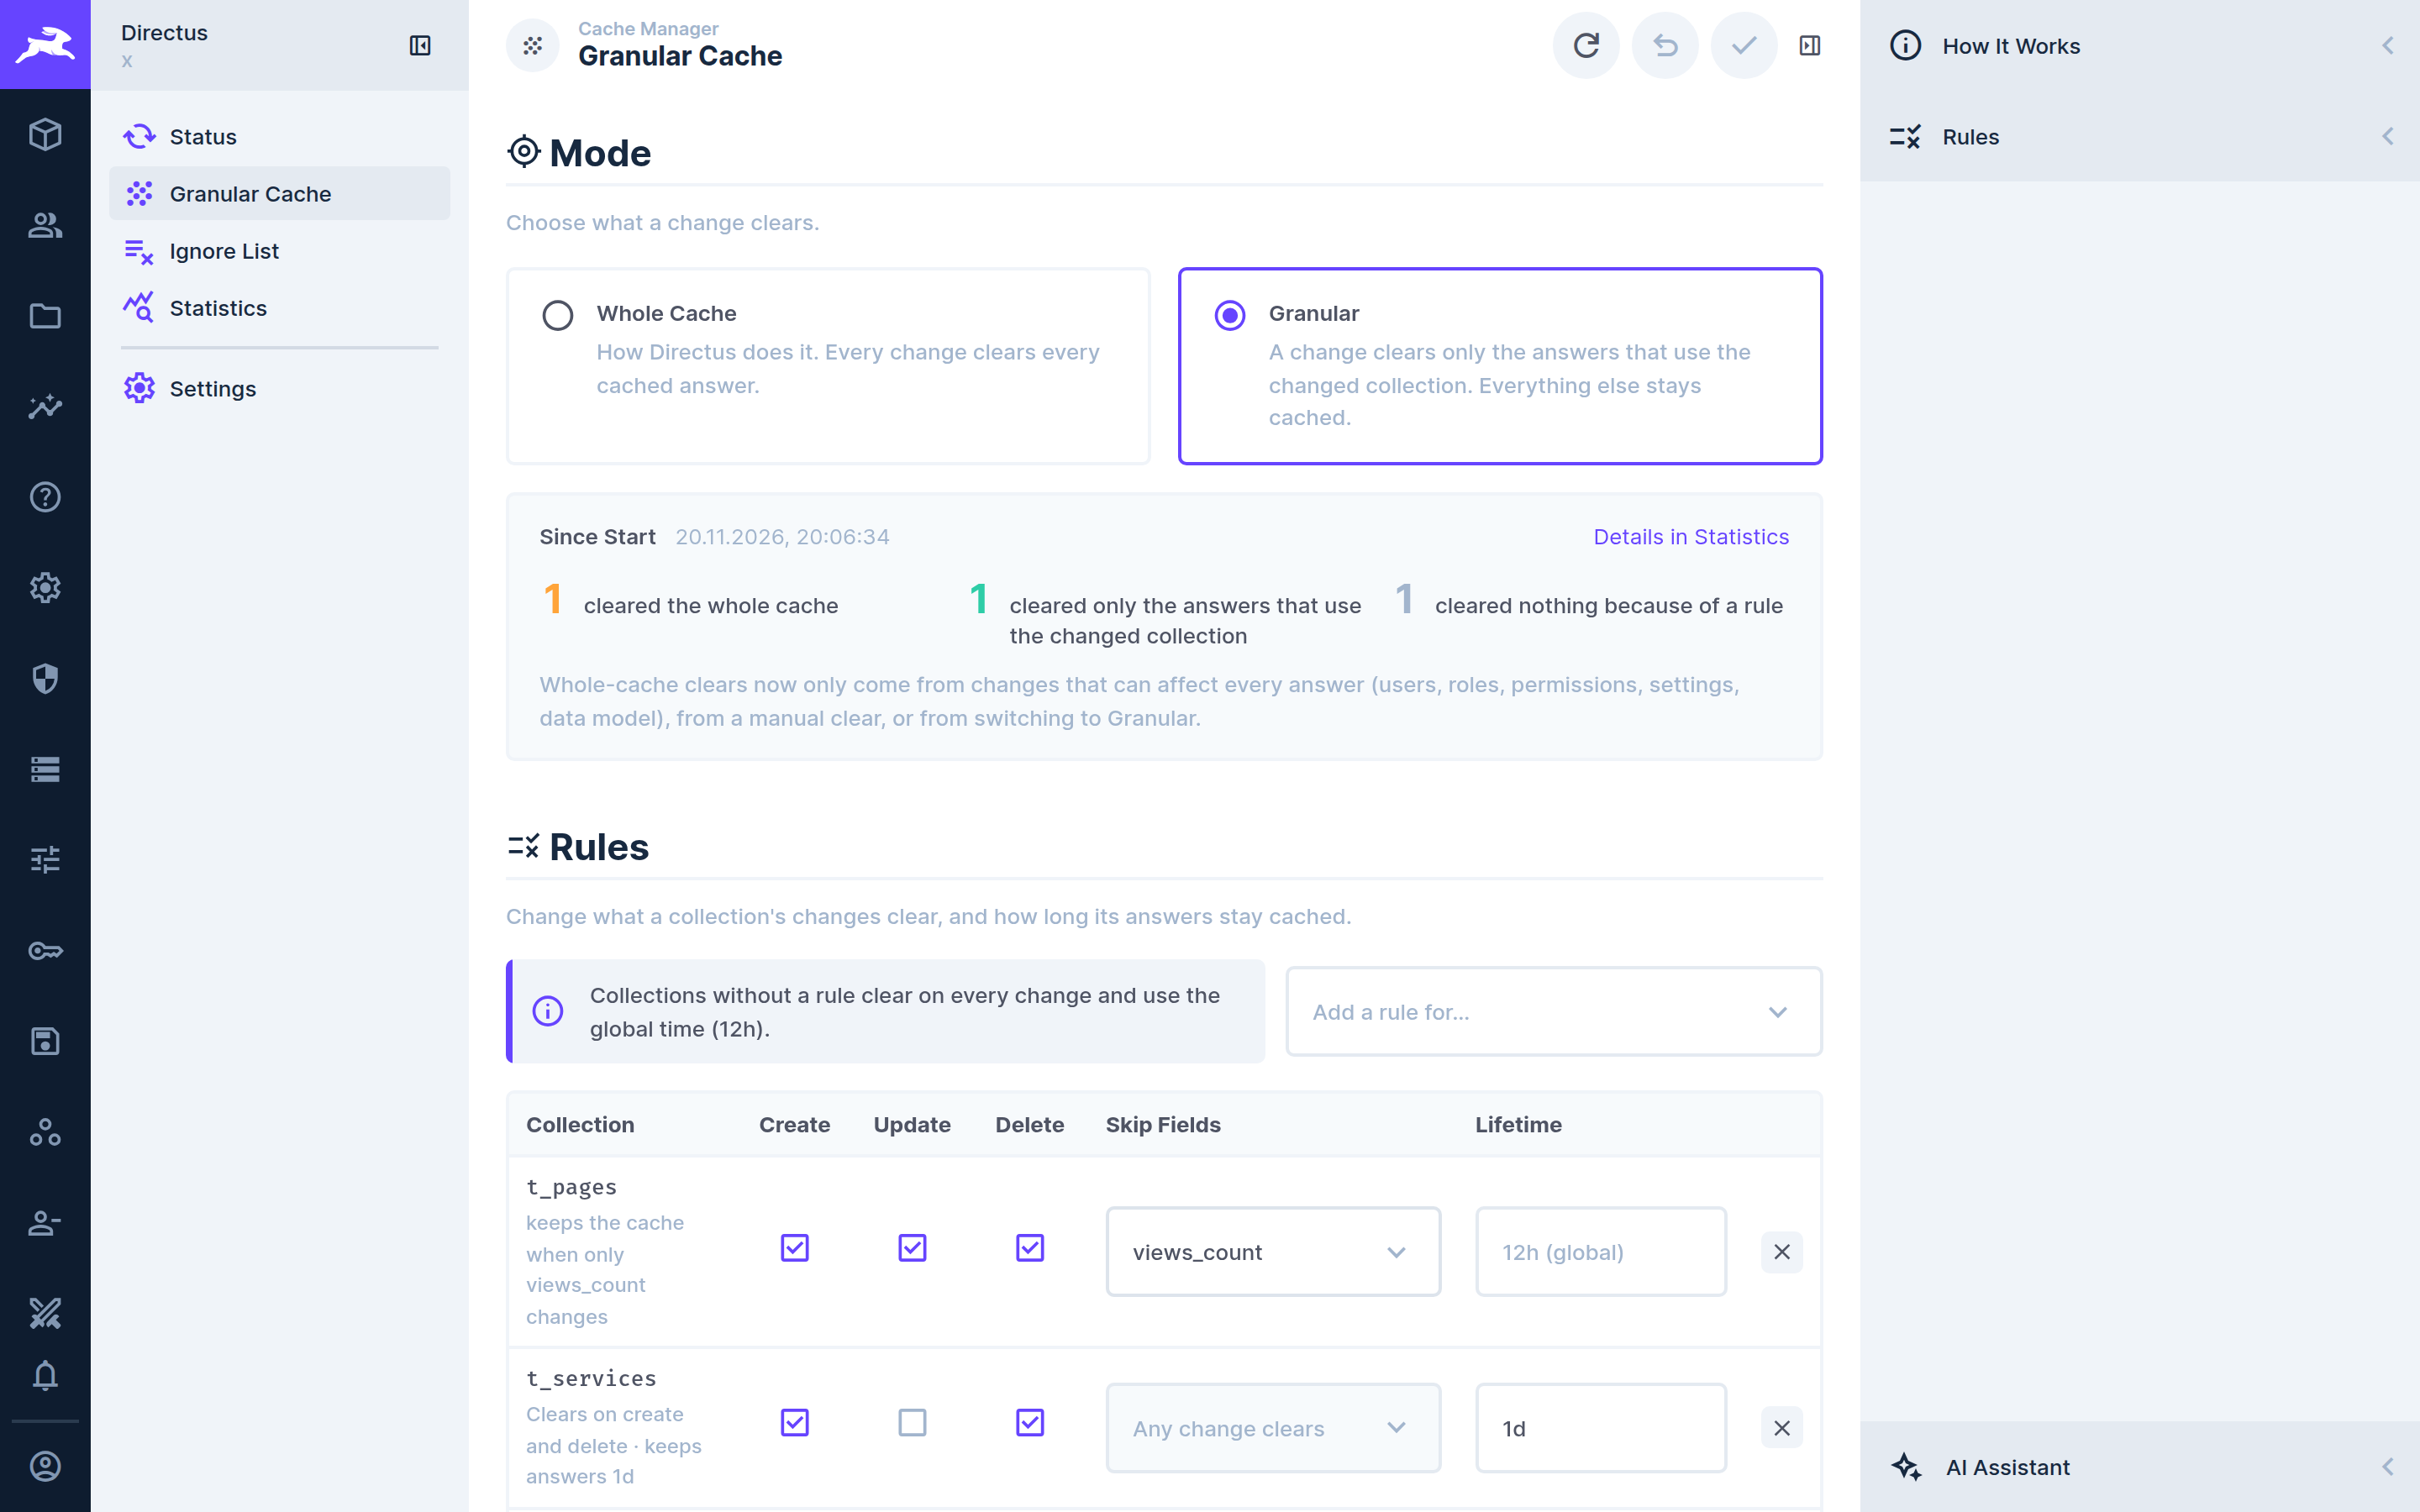 Directus
X
Status
Granular Cache
Ignore List
Statistics
Settings
Cache Manager
Granular Cache
Mode
Choose what a change clears.
Whole Cache
How Directus does it. Every change clears every
cached answer.
Granular
A change clears only the answers that use the
changed collection. Everything else stays
cached.
Since Start 20.11.2026, 20:06:34
Details in Statistics
1 cleared the whole cache
1 cleared only the answers that use
the changed collection
1 cleared nothing because of a rule
Whole-cache clears now only come from changes that can affect every answer (users, roles, permissions, settings,
data model), from a manual clear, or from switching to Granular.
Rules
Change what a collection's changes clear, and how long its answers stay cached.
Collections without a rule clear on every change and use the
global time (12h).
Add a rule for...
Collection Create Update Delete Skip Fields Lifetime
t_pages
keeps the cache
when only
views_count
changes
views_count
12h (global)
t_services
Clears on create
and delete · keeps
answers 1d
Any change clears
1d
How It Works
Rules
AI Assistant